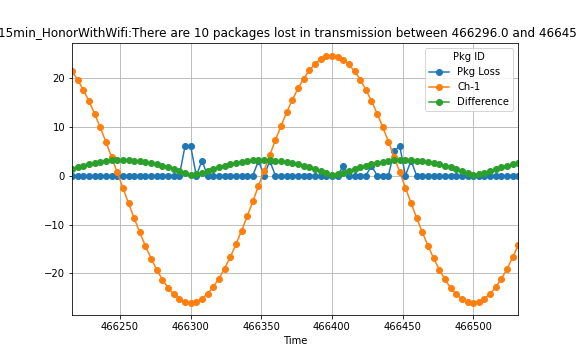 15min_HonorWithWifi:There are 10 packages lost in transmission between 466296.0 and 46645
Pkg ID
Pkg Loss
Ch-1
Difference
20
10
0
−10
−20
466250 466300 466350 466400 466450 466500
Time